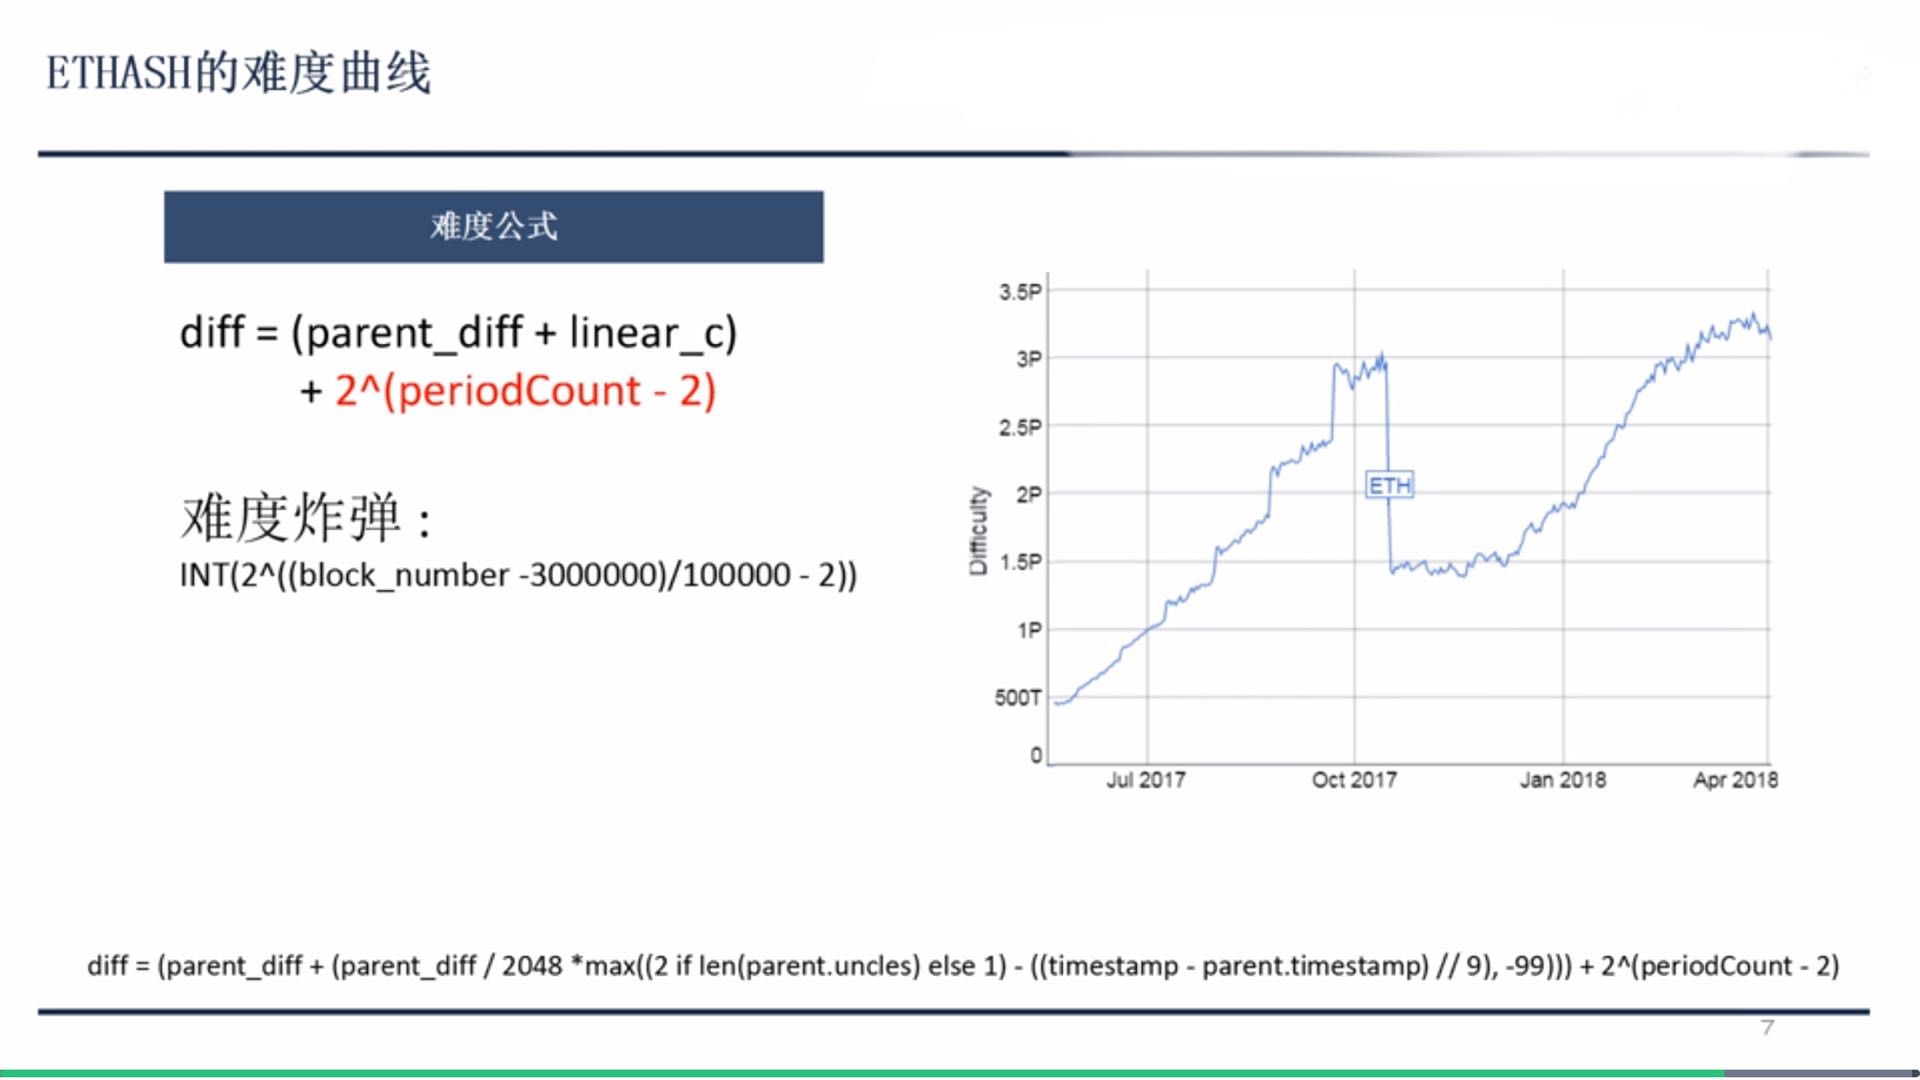 ETHASH的难度曲线
难度公式
diff = (parent_diff + linear_c)
+ 2^(periodCount - 2)
难度炸弹：
INT(2^((block_number -3000000)/100000 - 2))
3.5P
3P
2.5P
2P
1.5P
1P
500T
0
Difficulty
ETH
Jul 2017 Oct 2017 Jan 2018 Apr 2018
diff = (parent_diff + (parent_diff / 2048 *max((2 if len(parent.uncles) else 1) - ((timestamp - parent.timestamp) // 9), -99))) + 2^(periodCount - 2)
7